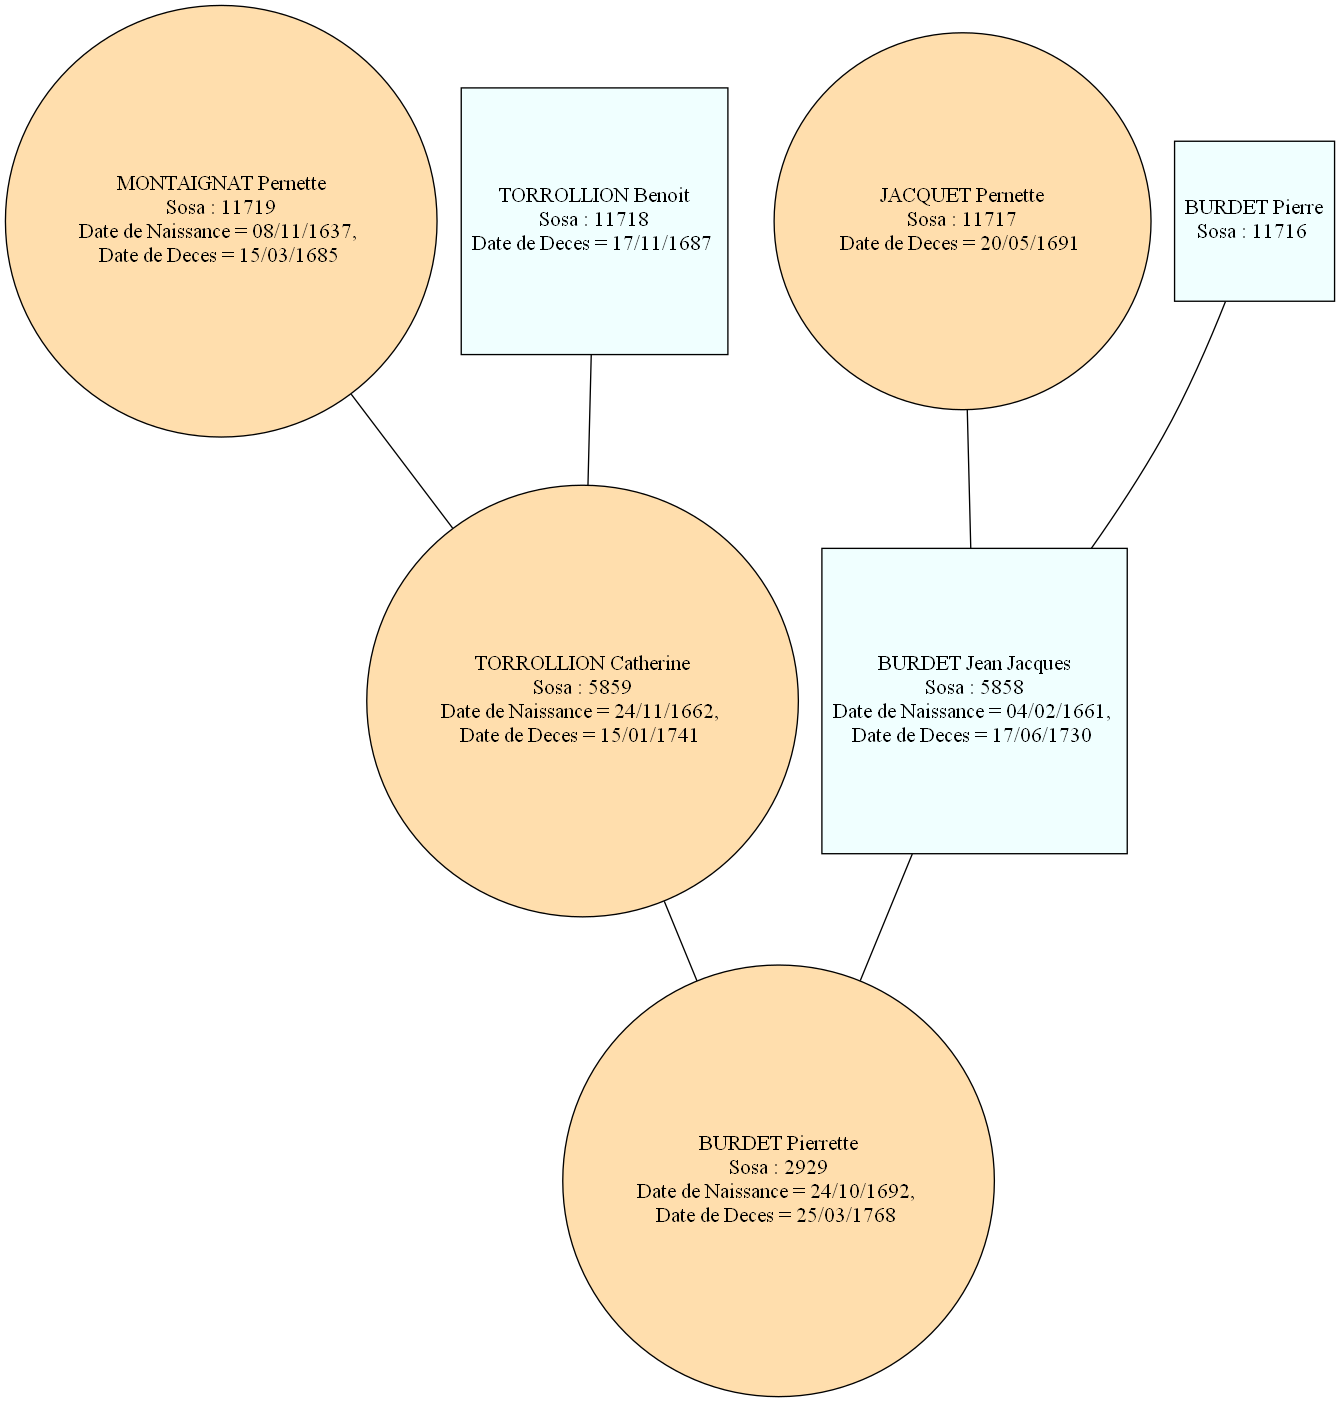 MONTAIGNAT Pernette
Sosa : 11719
Date de Naissance = 08/11/1637,
Date de Deces = 15/03/1685
TORROLLION Benoit
Sosa : 11718
Date de Deces = 17/11/1687
JACQUET Pernette
Sosa : 11717
Date de Deces = 20/05/1691
BURDET Pierre
Sosa : 11716
TORROLLION Catherine
Sosa : 5859
Date de Naissance = 24/11/1662,
Date de Deces = 15/01/1741
BURDET Jean Jacques
Sosa : 5858
Date de Naissance = 04/02/1661,
Date de Deces = 17/06/1730
BURDET Pierrette
Sosa : 2929
Date de Naissance = 24/10/1692,
Date de Deces = 25/03/1768